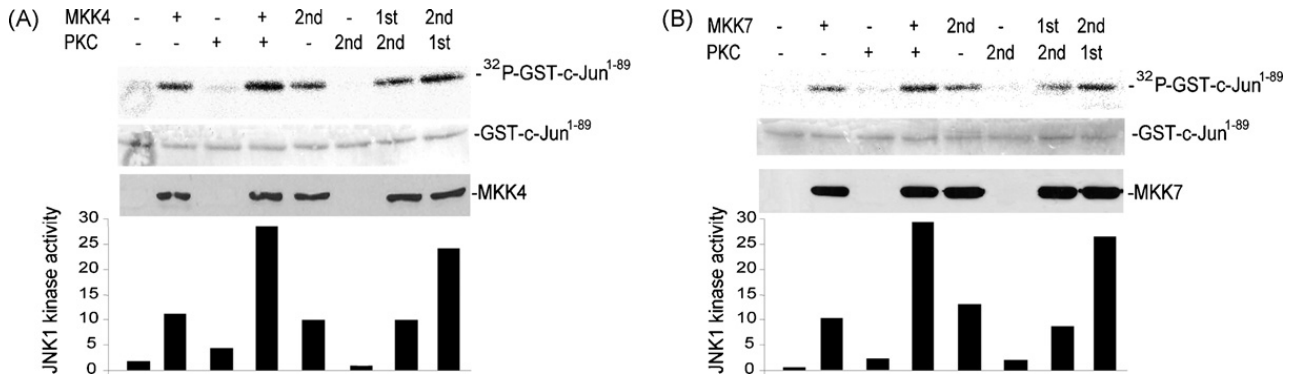 (A)
MKK4 - + - + 2nd - 1st 2nd
PKC - - + + - 2nd 2nd 1st
-32P-GST-c-Jun1-89
-GST-c-Jun1-89
-MKK4
JNK1 kinase activity
30
25
20
15
10
5
0
(B)
MKK7 - + - + 2nd - 1st 2nd
PKC - - + + - 2nd 2nd 1st
-32P-GST-c-Jun1-89
-GST-c-Jun1-89
-MKK7
JNK1 kinase activity
30
25
20
15
10
5
0